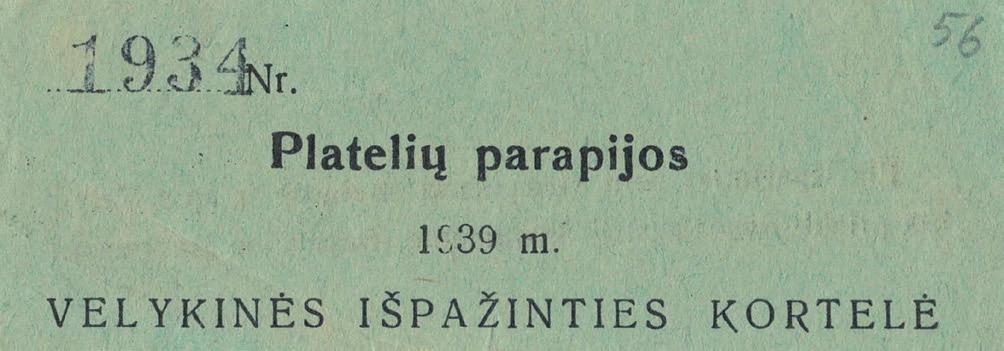 1934 Nr.
56
Platelių parapijos
1939 m.
VELYKINĖS IŠPAŽINTIES KORTELĖ